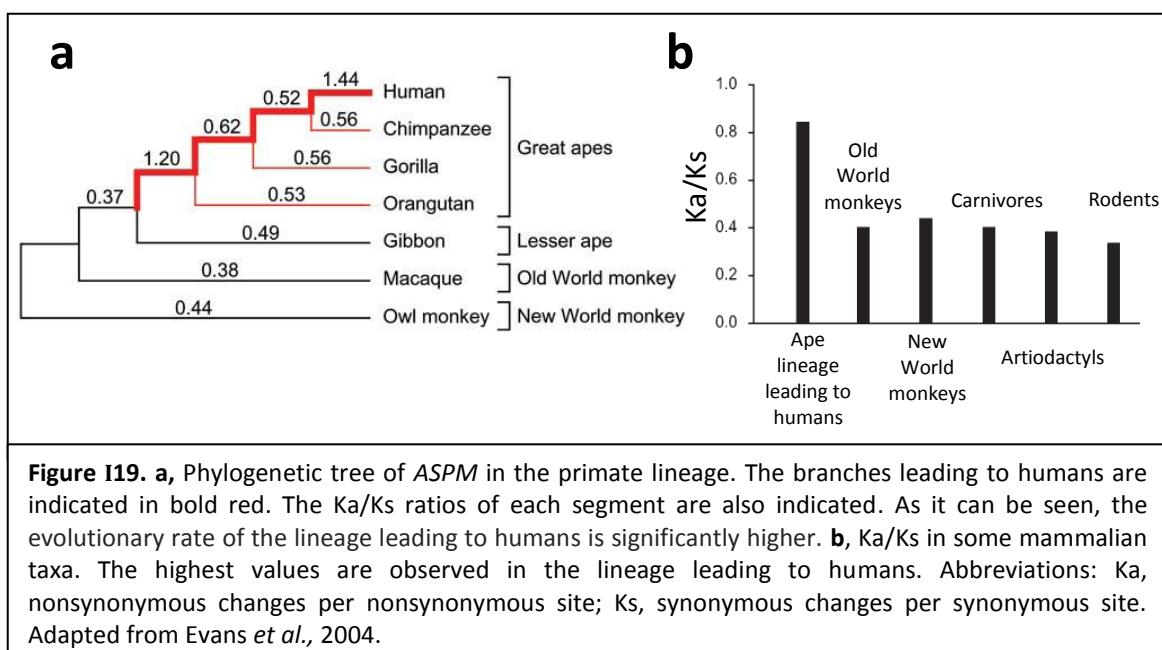 a
1.44
Human
0.52
0.56
Chimpanzee
0.62
Great apes
1.20
0.56
Gorilla
0.37
0.53
Orangutan
0.49
Gibbon
Lesser ape
0.38
Macaque
Old World monkey
0.44
Owl monkey
New World monkey
b
1.0
0.8
0.6
0.4
0.2
0.0
Ka/Ks
Old
World
monkeys
Carnivores
Rodents
Ape
lineage
leading to
humans
New
World
monkeys
Artiodactyls
Figure I19. a, Phylogenetic tree of ASPM in the primate lineage. The branches leading to humans are
indicated in bold red. The Ka/Ks ratios of each segment are also indicated. As it can be seen, the
evolutionary rate of the lineage leading to humans is significantly higher. b, Ka/Ks in some mammalian
taxa. The highest values are observed in the lineage leading to humans. Abbreviations: Ka,
nonsynonymous changes per nonsynonymous site; Ks, synonymous changes per synonymous site.
Adapted from Evans et al., 2004.